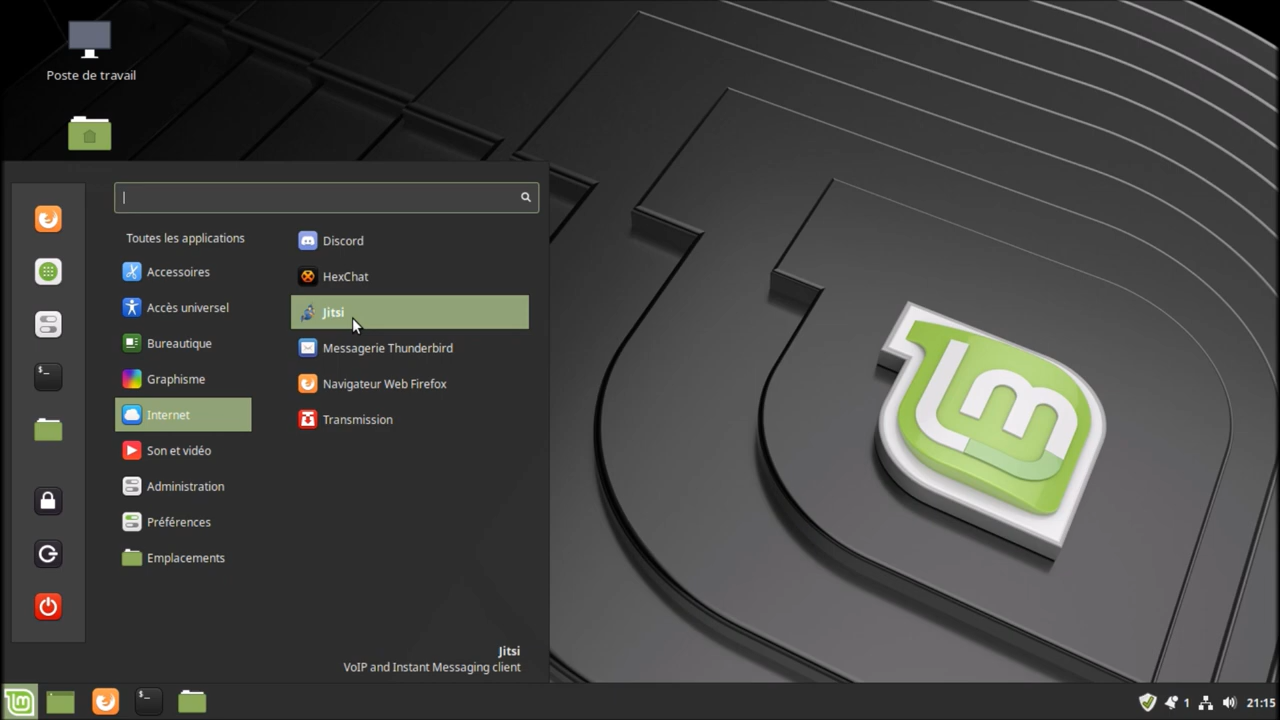 Poste de travail
Toutes les applications
Accessoires
Accès universel
Bureautique
Graphisme
Internet
Son et vidéo
Administration
Préférences
Emplacements
Discord
HexChat
Jitsi
Messagerie Thunderbird
Navigateur Web Firefox
Transmission
Jitsi
VoIP and Instant Messaging client
1
21:15